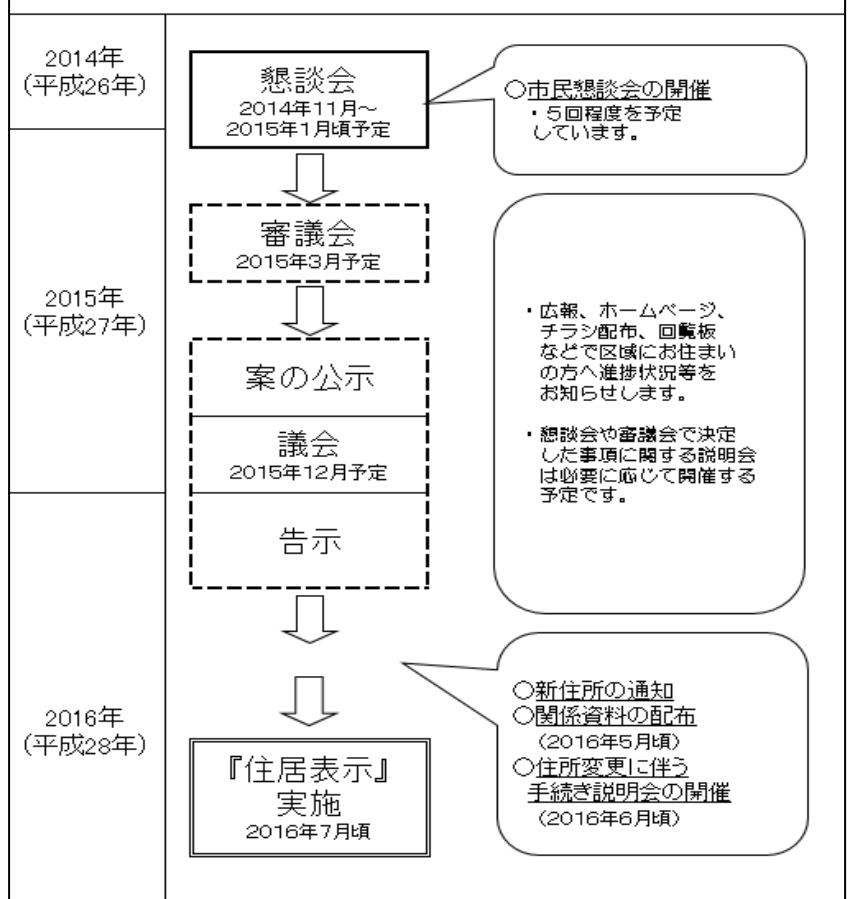 2014年
(平成26年)
懇談会
2014年11月～
2015年1月頃予定
○市民懇談会の開催
・５回程度を予定
しています。
審議会
2015年3月予定
2015年
(平成27年)
案の公示
議会
2015年12月予定
告示
・広報、ホームページ、
チラシ配布、回覧板
などで区域にお住まい
の方へ進捗状況等を
お知らせします。
・懇談会や審議会で決定
した事項に関する説明会
は必要に応じて開催する
予定です。
2016年
(平成28年)
○新住所の通知
○関係資料の配布
(2016年5月頃)
○住所変更に伴う
手続き説明会の開催
(2016年6月頃)
『住居表示』
実施
2016年7月頃